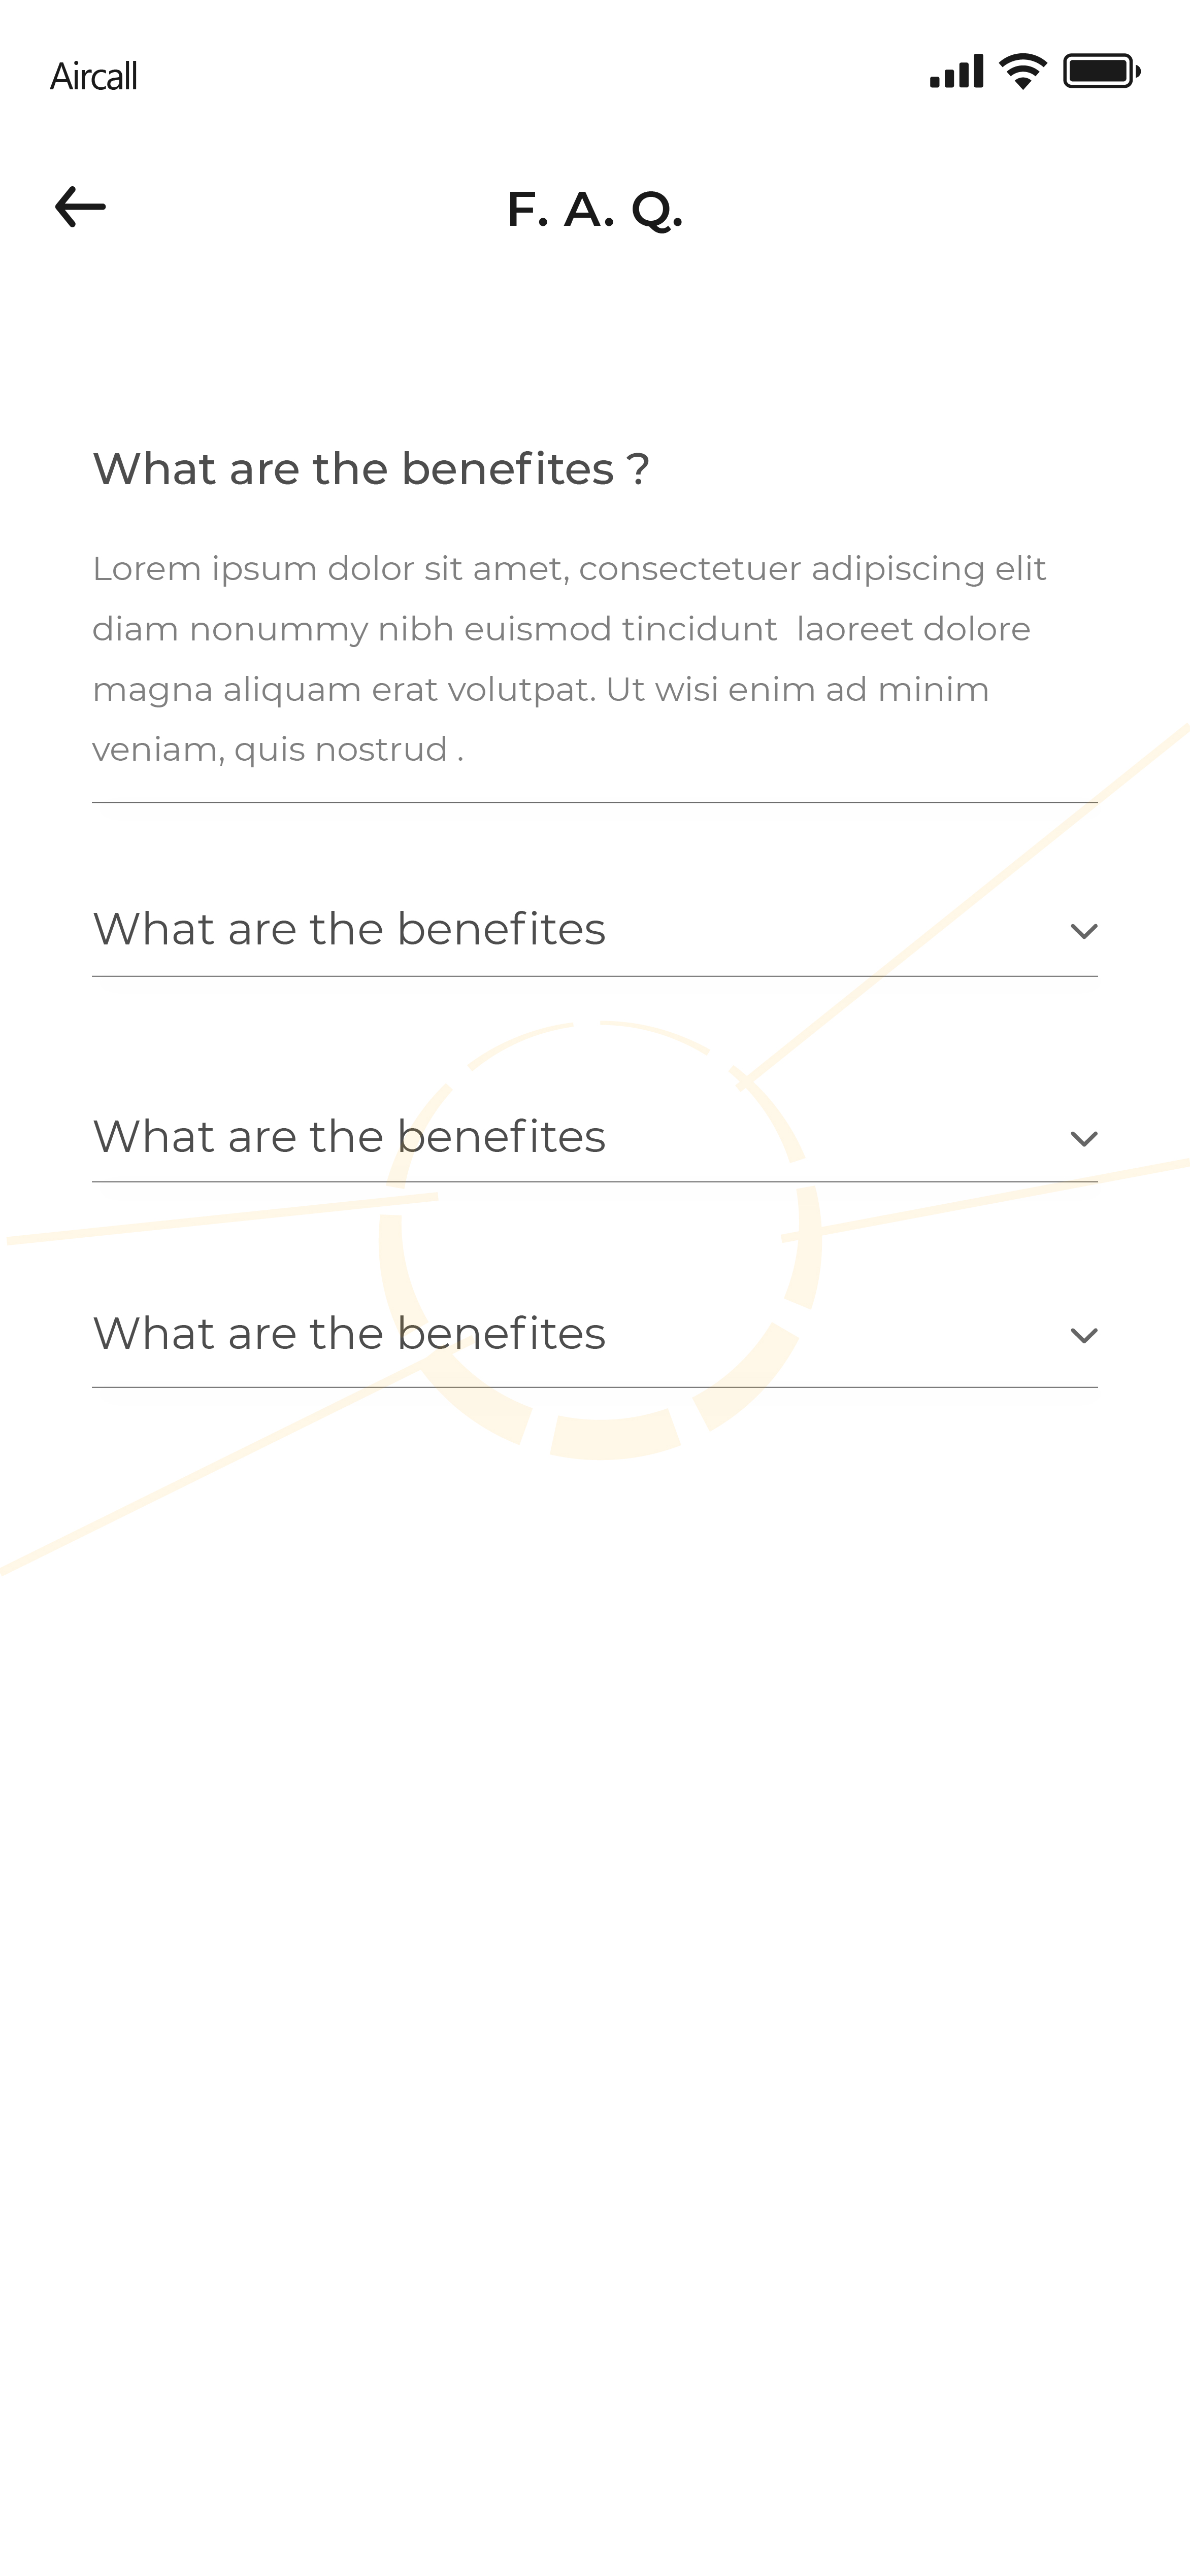 Aircall
F. A. Q.
What are the benefites ?
Lorem ipsum dolor sit amet, consectetuer adipiscing elit
diam nonummy nibh euismod tincidunt  laoreet dolore
magna aliquam erat volutpat. Ut wisi enim ad minim
veniam, quis nostrud .
What are the benefites
What are the benefites
What are the benefites